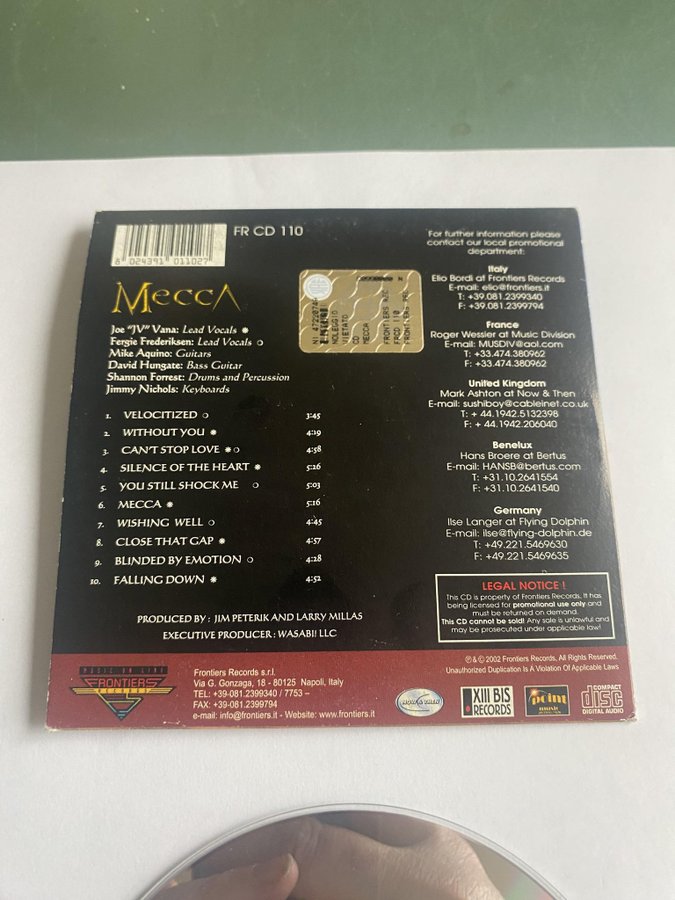 FR CD 110
8 024391 011027
MECCA
Joe "JV" Vana: Lead Vocals
Fergie Frederiksen: Lead Vocals
Mike Aquino: Guitars
David Hungate: Bass Guitar
Shannon Forrest: Drums and Percussion
Jimmy Nichols: Keyboards
1. VELOCITIZED 3:45
2. WITHOUT YOU 4:19
3. CAN'T STOP LOVE 4:58
4. SILENCE OF THE HEART 5:26
5. YOU STILL SHOCK ME 5:03
6. MECCA 5:16
7. WISHING WELL 4:45
8. CLOSE THAT GAP 4:57
9. BLINDED BY EMOTION 4:28
10. FALLING DOWN 4:52
PRODUCED BY : JIM PETERIK AND LARRY MILLAS
EXECUTIVE PRODUCER : WASABI! LLC
NOLEGGIO
VIETATO
CD
MECCA
FRCD 110
For further information please
contact our local promotional
department:
Italy
Elio Bordi at Frontiers Records
E-mail: elio@frontiers.it
T: +39.081.2399340
F: +39.081.2399794
France
Roger Wessier at Music Division
E-mail: MUSDIV@aol.com
T: +33.474.380962
F: +33.474.380962
United Kingdom
Mark Ashton at Now & Then
E-mail: sushiboy@cableinet.co.uk
T: + 44.1942.5132398
F: + 44.1942.206040
Benelux
Hans Broere at Bertus
E-mail: HANSB@bertus.com
T: +31.10.2641554
F: +31.10.2641540
Germany
Ilse Langer at Flying Dolphin
E-mail: ilse@flying-dolphin.de
T: +49.221.5469630
F: +49.221.5469635
LEGAL NOTICE !
This CD is property of Frontiers Records. It has
being licensed for promotional use only and
must be returned on demand.
This CD cannot be sold! Any sale is unlawful and
may be prosecuted under applicable law!
MUSIC ON LINE
FRONTIERS
RECORDS
Frontiers Records s.r.l.
Via G. Gonzaga, 18 - 80125 Napoli, Italy
TEL: +39-081.2399340 / 7753 –
FAX: +39-081.2399794
e-mail: info@frontiers.it - Website: www.frontiers.it
℗ & © 2002 Frontiers Records, All Rights Reserved.
Unauthorized Duplication Is A Violation Of Applicable Laws
NOW & THEN
XIII BIS
RECORDS
point
music
COMPACT
disc
DIGITAL AUDIO